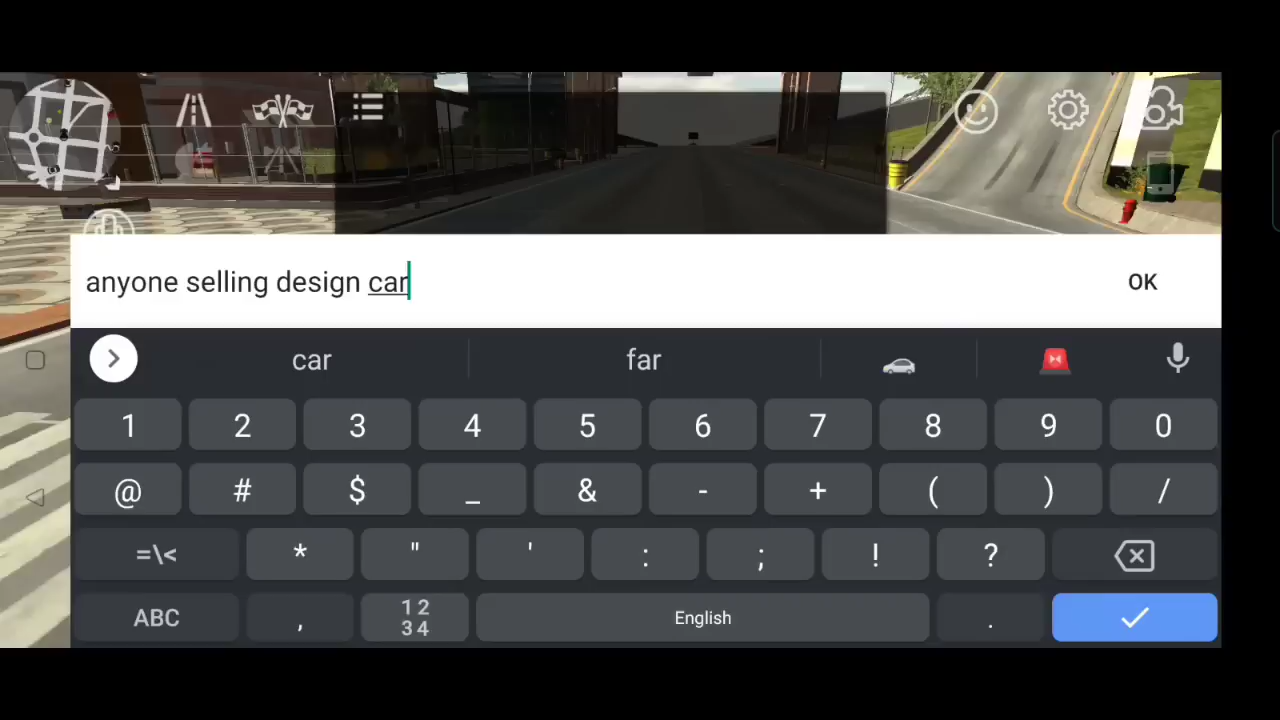 anyone selling design car
OK
car far
1 2 3 4 5 6 7 8 9 0
@ # $ _ & - + ( ) /
=\< * " ' : ; ! ?
ABC , 1 2 3 4 English .